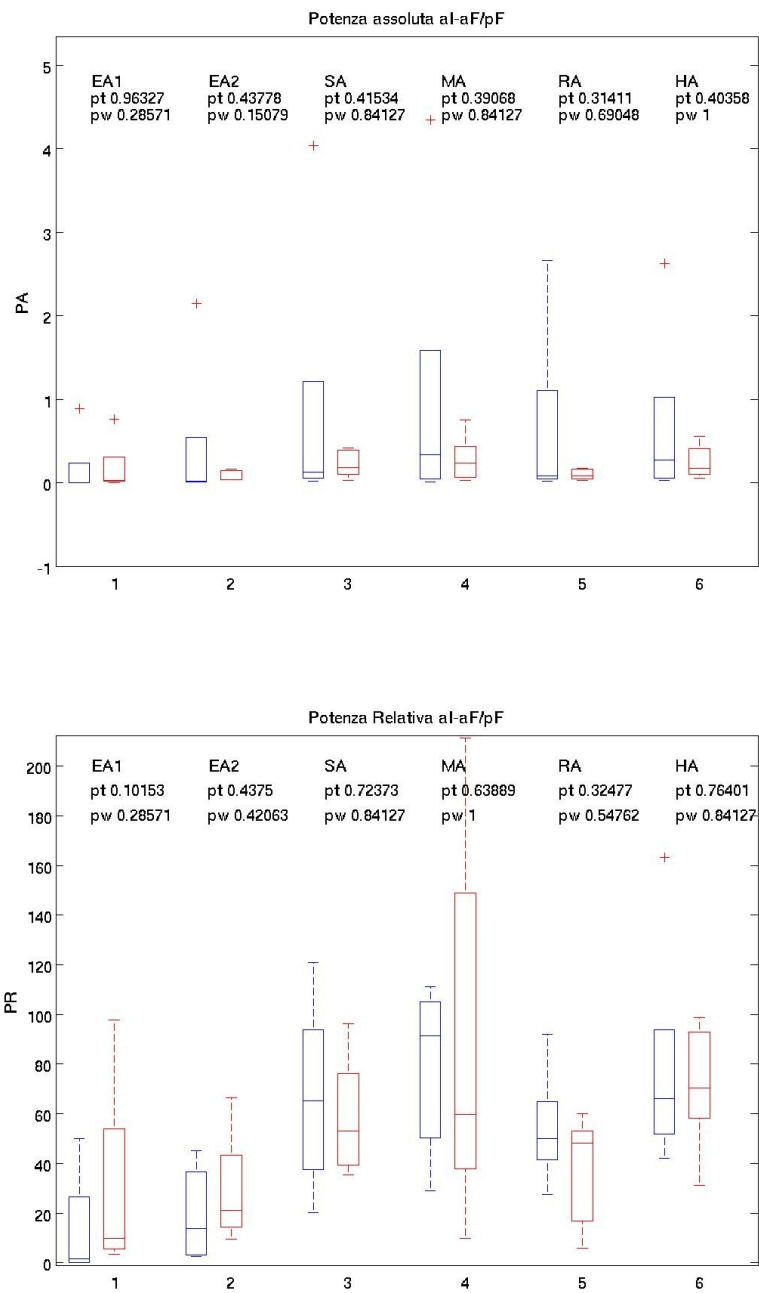 Potenza assoluta aI-aF/pF
5
EA1 EA2 SA MA RA HA
pt 0.96327 pt 0.43778 pt 0.41534 pt 0.39068 pt 0.31411 pt 0.40358
pw 0.28571 pw 0.15079 pw 0.84127 pw 0.84127 pw 0.69048 pw 1
4
3
PA
2
1
0
-1
1 2 3 4 5 6
Potenza Relativa aI-aF/pF
200
EA1 EA2 SA MA RA HA
pt 0.10153 pt 0.4375 pt 0.72373 pt 0.63889 pt 0.32477 pt 0.76401
180
pw 0.28571 pw 0.42063 pw 0.84127 pw 1 pw 0.54762 pw 0.84127
160
140
120
PR
100
80
60
40
20
0
1 2 3 4 5 6